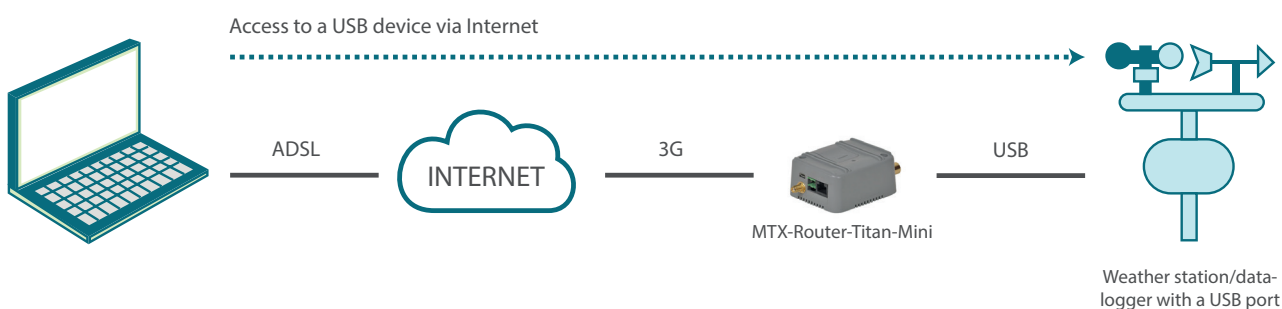 Access to a USB device via Internet
ADSL
INTERNET
3G
USB
MTX-Router-Titan-Mini
Weather station/data-
logger with a USB port